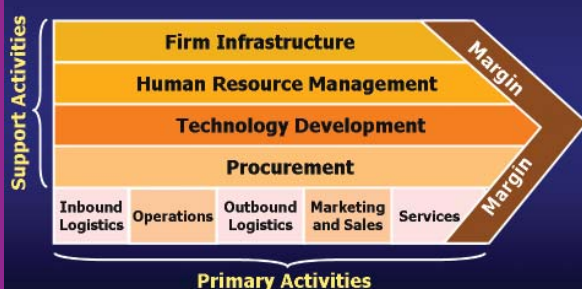 Support Activities
Firm Infrastructure
Human Resource Management
Technology Development
Procurement
Inbound
Logistics
Operations
Outbound
Logistics
Marketing
and Sales
Services
Margin
Margin
Primary Activities